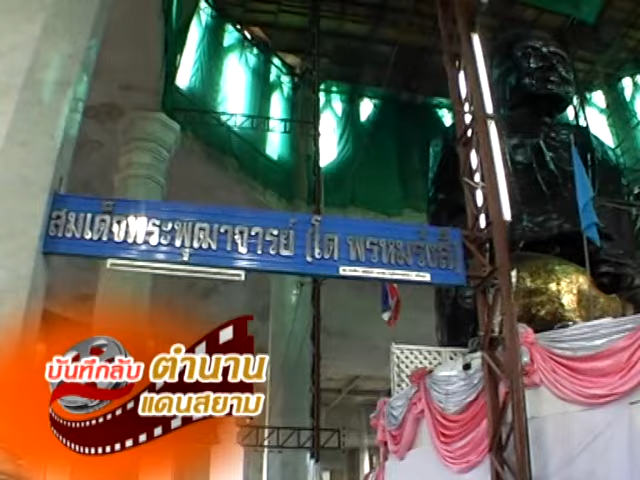 สมเด็จพระพุฒาจารย์ (โต พรหมรังสี)
บันทึกลับ ตำนาน
แดนสยาม